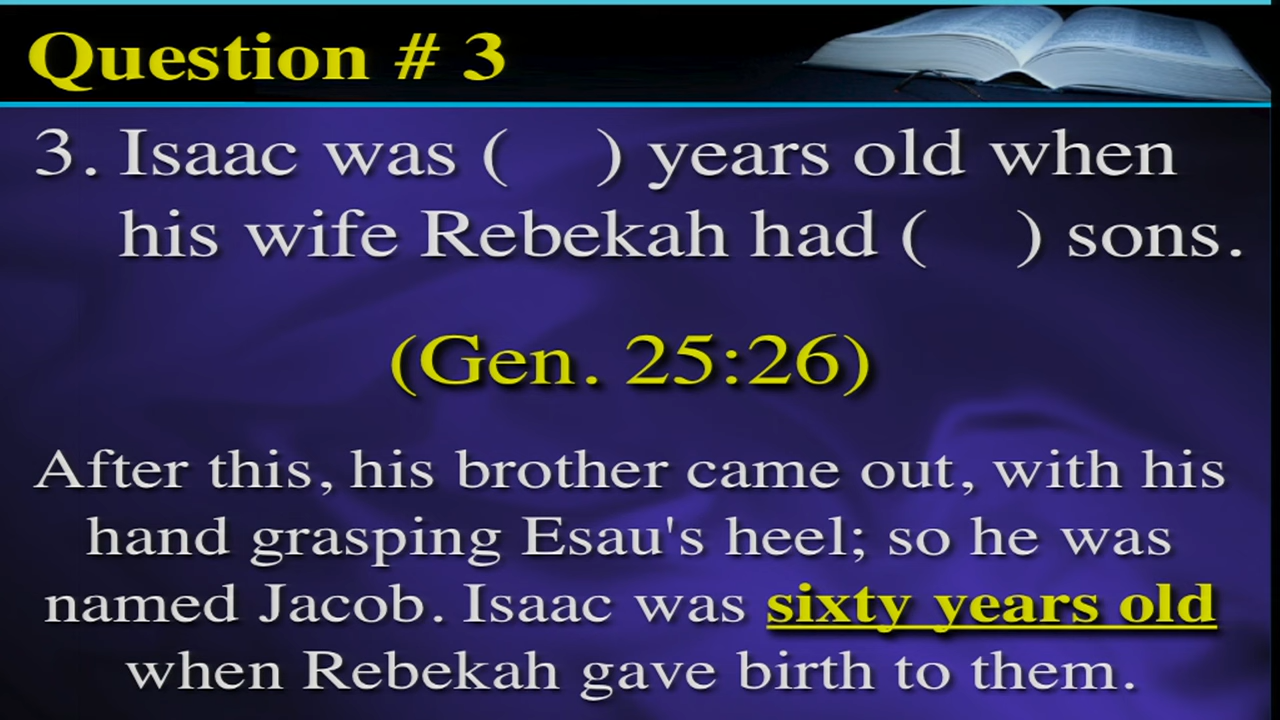 Question # 3
3. Isaac was (    ) years old when
his wife Rebekah had (    ) sons.
(Gen. 25:26)
After this, his brother came out, with his
hand grasping Esau's heel; so he was
named Jacob. Isaac was sixty years old
when Rebekah gave birth to them.